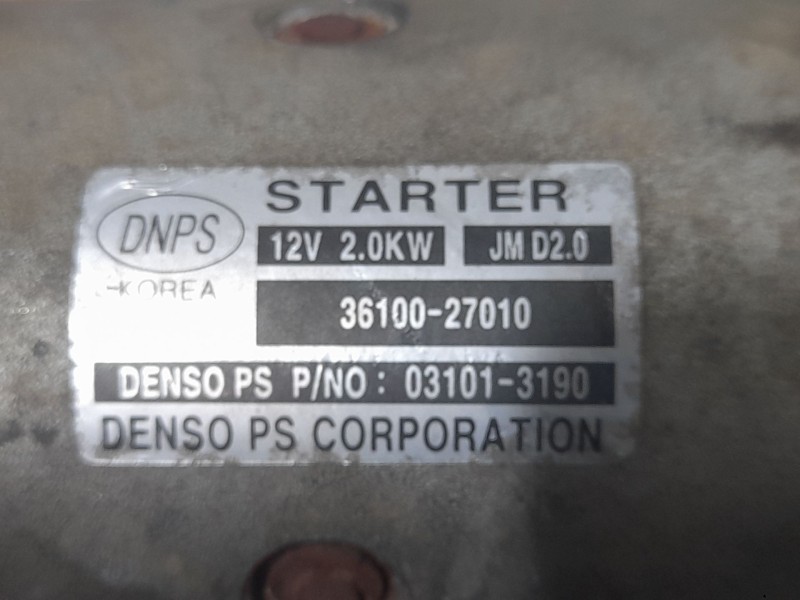 STARTER
DNPS
12V 2.0KW JM D2.0
KOREA
36100-27010
DENSO PS P/NO : 03101-3190
DENSO PS CORPORATION